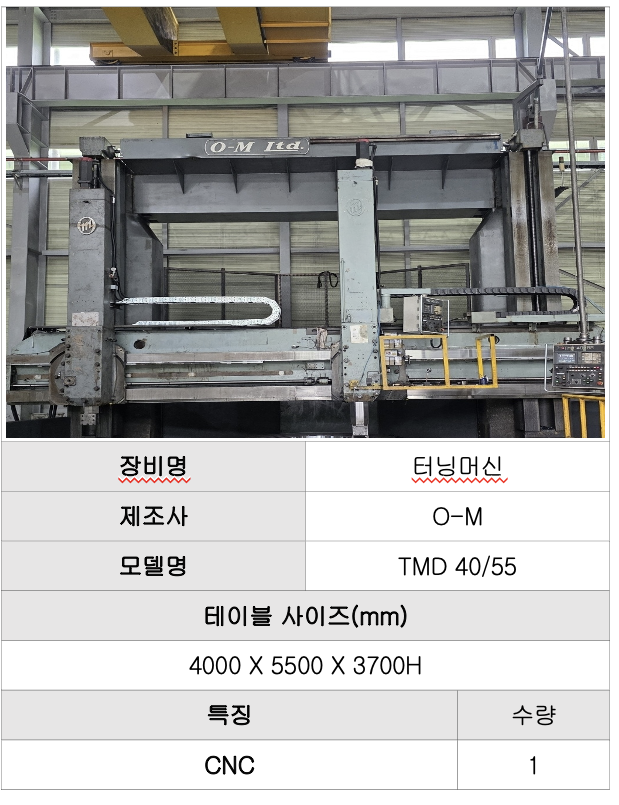 O-M Ltd.
장비명 터닝머신
제조사 O-M
모델명 TMD 40/55
테이블 사이즈(mm)
4000 X 5500 X 3700H
특징 수량
CNC 1